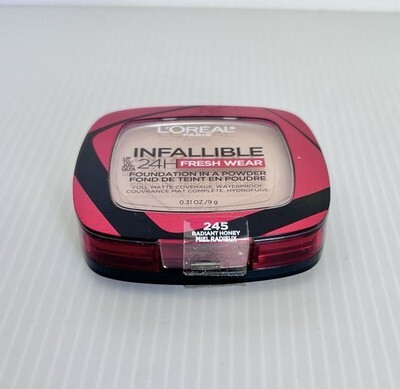 L'ORÉAL
PARIS
INFALLIBLE
24H FRESH WEAR
FOUNDATION IN A POWDER
FOND DE TEINT EN POUDRE
FULL MATTE COVERAGE, WATERPROOF
COUVRANCE MAT COMPLÈTE, HYDROFUGE
0.31 OZ/9 g
245
RADIANT HONEY
MIEL RADIEUX